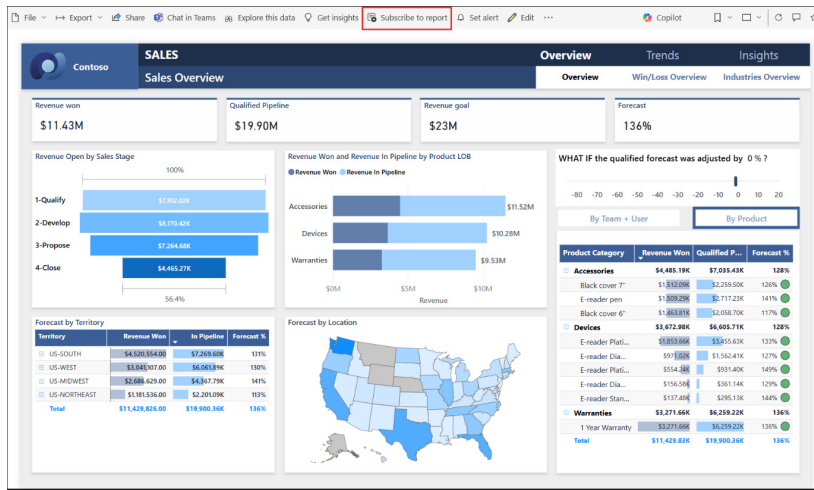 File Export Share Chat in Teams Explore this data Get insights Subscribe to report Set alert Edit ... Copilot
Contoso
SALES
Sales Overview
Overview Trends Insights
Overview Win/Loss Overview Industries Overview
Revenue won
$11.43M
Qualified Pipeline
$19.90M
Revenue goal
$23M
Forecast
136%
Revenue Open by Sales Stage
100%
1-Qualify $7,912.02K
2-Develop $8,170.42K
3-Propose $7,264.68K
4-Close $4,465.27K
56.4%
Revenue Won and Revenue In Pipeline by Product LOB
Revenue Won Revenue in Pipeline
Accessories $11.52M
Devices $10.28M
Warranties $9.53M
$0M $5M $10M
Revenue
WHAT IF the qualified forecast was adjusted by 0 % ?
-80 -70 -60 -50 -40 -30 -20 -10 0 10 20
By Team + User By Product
Product Category Revenue Won Qualified P... Forecast %
Accessories $4,485.19K $7,035.43K 128%
Black cover 7" $1,512.09K $2,259.50K 126%
E-reader pen $1,509.29K $2,717.23K 141%
Black cover 6" $1,463.81K $2,058.70K 117%
Devices $3,672.98K $6,605.71K 128%
E-reader Plati... $1,853.66K $3,455.63K 133%
E-reader Dia... $971.02K $1,562.41K 127%
E-reader Plati... $554.24K $931.40K 149%
E-reader Dia... $156.58K $361.14K 129%
E-reader Stan... $137.48K $295.13K 144%
Warranties $3,271.66K $6,259.22K 136%
1 Year Warranty $3,271.66K $6,259.22K 136%
Total $11,429.83K $19,900.36K 136%
Forecast by Territory
Territory Revenue Won In Pipeline Forecast %
US-SOUTH $4,520,554.00 $7,269.60K 131%
US-WEST $3,041,107.00 $6,061.89K 130%
US-MIDWEST $2,686,629.00 $4,367.79K 141%
US-NORTHEAST $1,181,536.00 $2,201.09K 113%
Total $11,429,826.00 $19,900.36K 136%
Forecast by Location